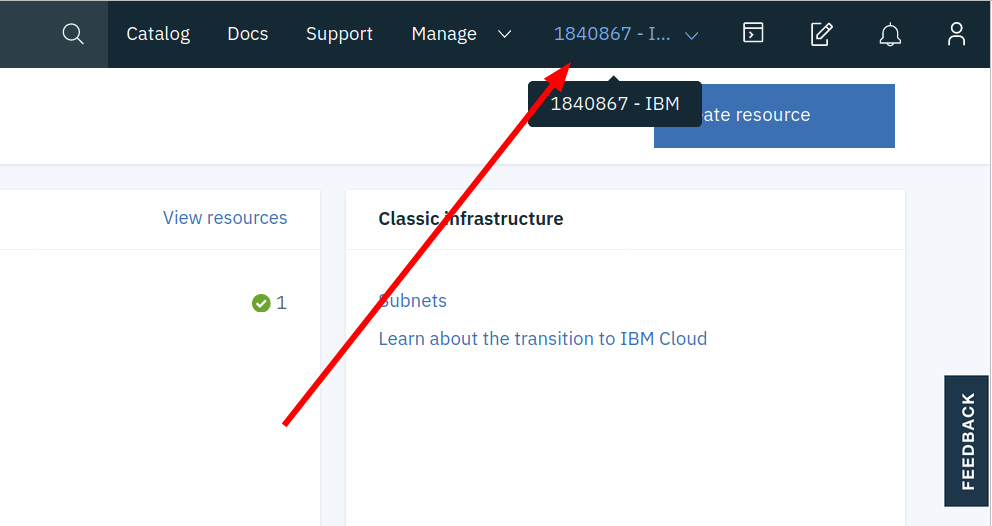 Catalog Docs Support Manage 1840867 - I...
1840867 - IBM
ate resource
View resources
Classic infrastructure
1
Subnets
Learn about the transition to IBM Cloud
FEEDBACK